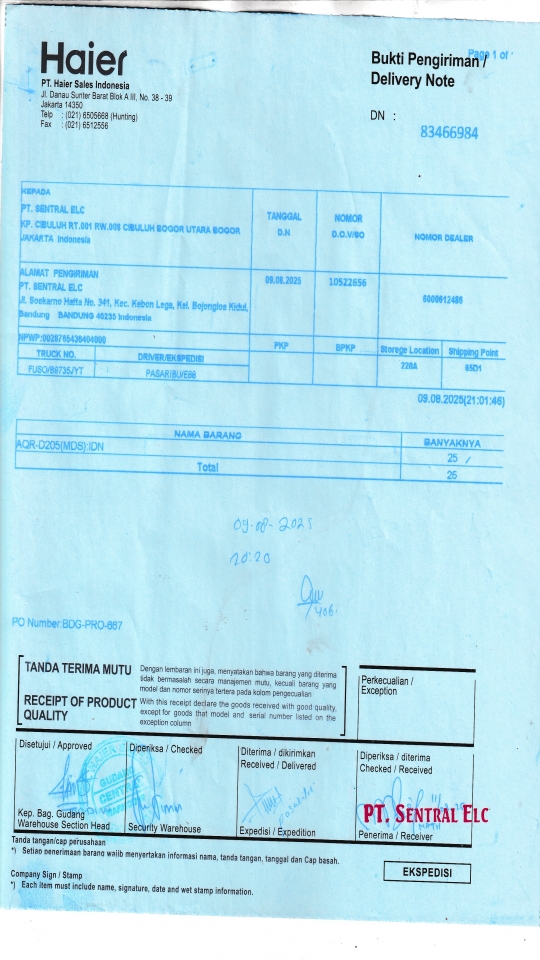 Haier
PT. Haier Sales Indonesia
Jl. Danau Sunter Barat Blok A III, No. 38 - 39
Jakarta 14350
Telp : (021) 6505668 (Hunting)
Fax : (021) 6512556
Page 1 of
Bukti Pengiriman /
Delivery Note
DN :
83466984
KEPADA
PT. SENTRAL ELC
KP. CIBULUH RT.001 RW.008 CIBULUH BOGOR UTARA BOGOR
JAKARTA Indonesia
TANGGAL
D.N
NOMOR
D.O.V/SO
NOMOR DEALER
ALAMAT PENGIRIMAN
PT. SENTRAL ELC
Jl. Soekarno Hatta No. 341, Kec. Kebon Lega, Kel. Bojongloa Kidul,
Bandung BANDUNG 40235 Indonesia
09.08.2025
10522656
6000612486
NPWP:0028765436404000
PKP
BPKP
Storege Location
Shipping Point
TRUCK NO.
DRIVER/EKSPEDISI
FUSO/B9735JYT
PASARIBU/E68
228A
85D1
09.08.2025(21:01:46)
NAMA BARANG
BANYAKNYA
AQR-D205(MDS):IDN
25
Total
25
09-08-2025
20:20
PO Number:BDG-PRO-667
TANDA TERIMA MUTU
Dengan lembaran ini juga, menyatakan bahwa barang yang diterima
tidak bermasalah secara manajemen mutu, kecuali barang yang
model dan nomor serinya tertera pada kolom pengecualian
RECEIPT OF PRODUCT
QUALITY
With this receipt declare the goods received with good quality,
except for goods that model and serial number listed on the
exception column
Perkecualian /
Exception
Disetujui / Approved
Diperiksa / Checked
Diterima / dikirimkan
Received / Delivered
Diperiksa / diterima
Checked / Received
GUDANG
CENTRAL
PT. SENTRAL ELC
Kep. Bag. Gudang
Warehouse Section Head
Security Warehouse
Expedisi / Expedition
Penerima / Receiver
Tanda tangan/cap perusahaan
*) Setiap penerimaan barang wajib menyertakan informasi nama, tanda tangan, tanggal dan Cap basah.
Company Sign / Stamp
*) Each item must include name, signature, date and wet stamp information.
EKSPEDISI